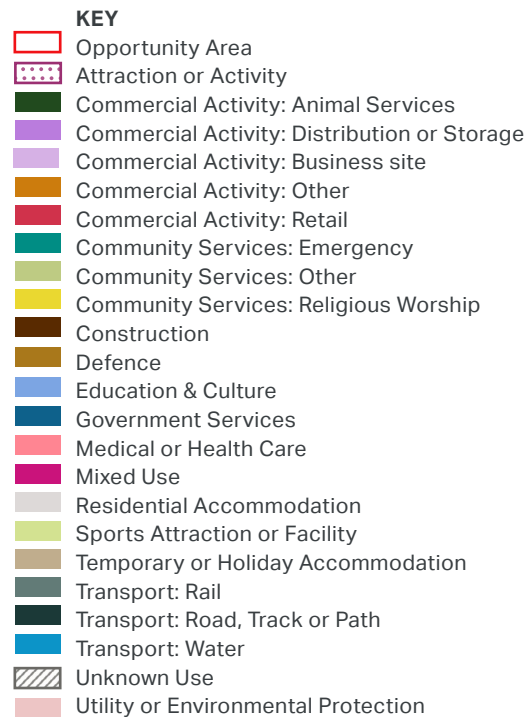 KEY
Opportunity Area
Attraction or Activity
Commercial Activity: Animal Services
Commercial Activity: Distribution or Storage
Commercial Activity: Business site
Commercial Activity: Other
Commercial Activity: Retail
Community Services: Emergency
Community Services: Other
Community Services: Religious Worship
Construction
Defence
Education & Culture
Government Services
Medical or Health Care
Mixed Use
Residential Accommodation
Sports Attraction or Facility
Temporary or Holiday Accommodation
Transport: Rail
Transport: Road, Track or Path
Transport: Water
Unknown Use
Utility or Environmental Protection